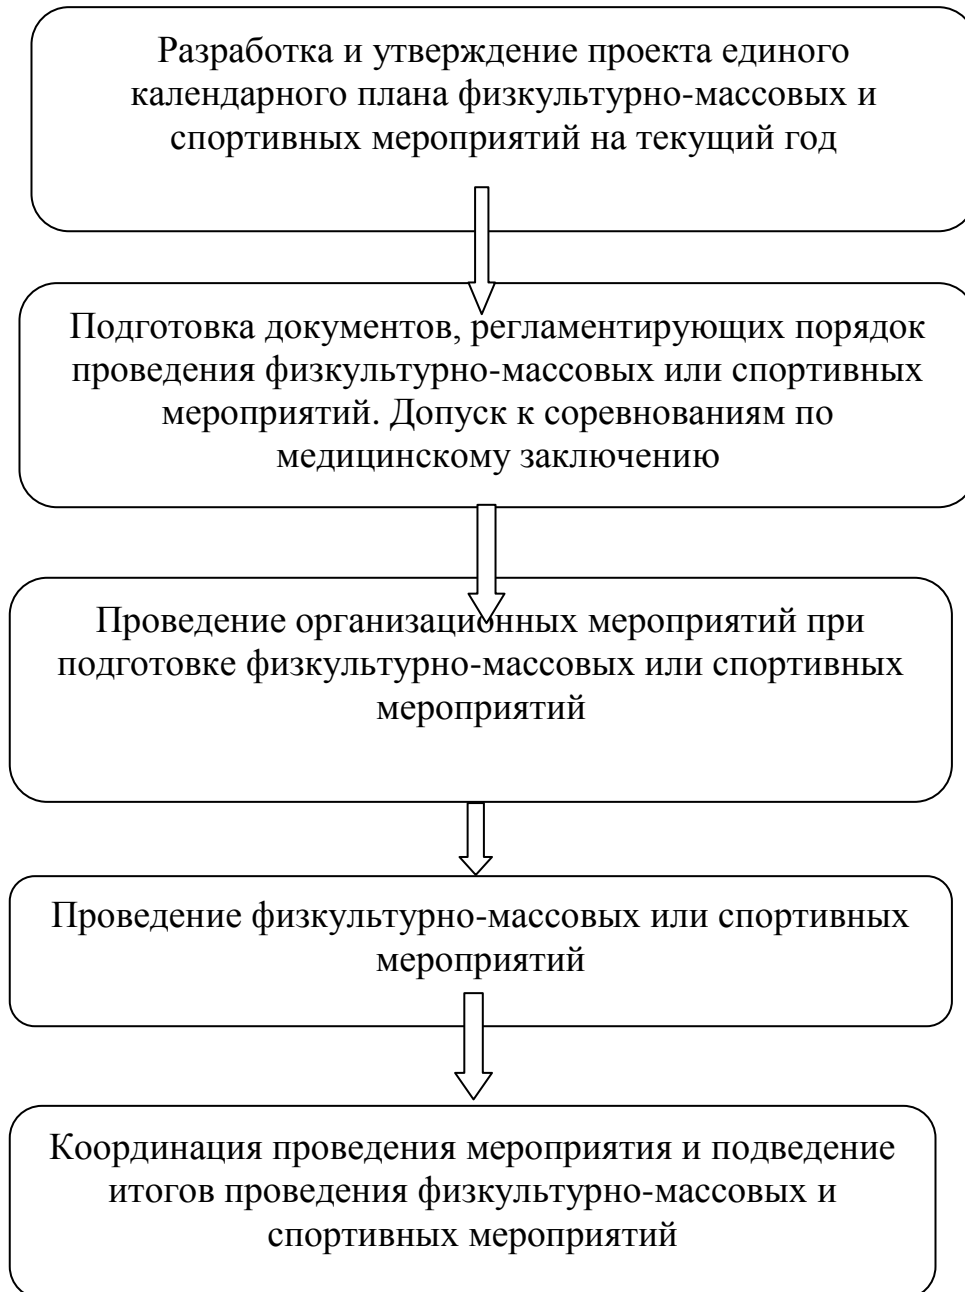 Разработка и утверждение проекта единого
календарного плана физкультурно-массовых и
спортивных мероприятий на текущий год
Подготовка документов, регламентирующих порядок
проведения физкультурно-массовых или спортивных
мероприятий. Допуск к соревнованиям по
медицинскому заключению
Проведение организационных мероприятий при
подготовке физкультурно-массовых или спортивных
мероприятий
Проведение физкультурно-массовых или спортивных
мероприятий
Координация проведения мероприятия и подведение
итогов проведения физкультурно-массовых и
спортивных мероприятий